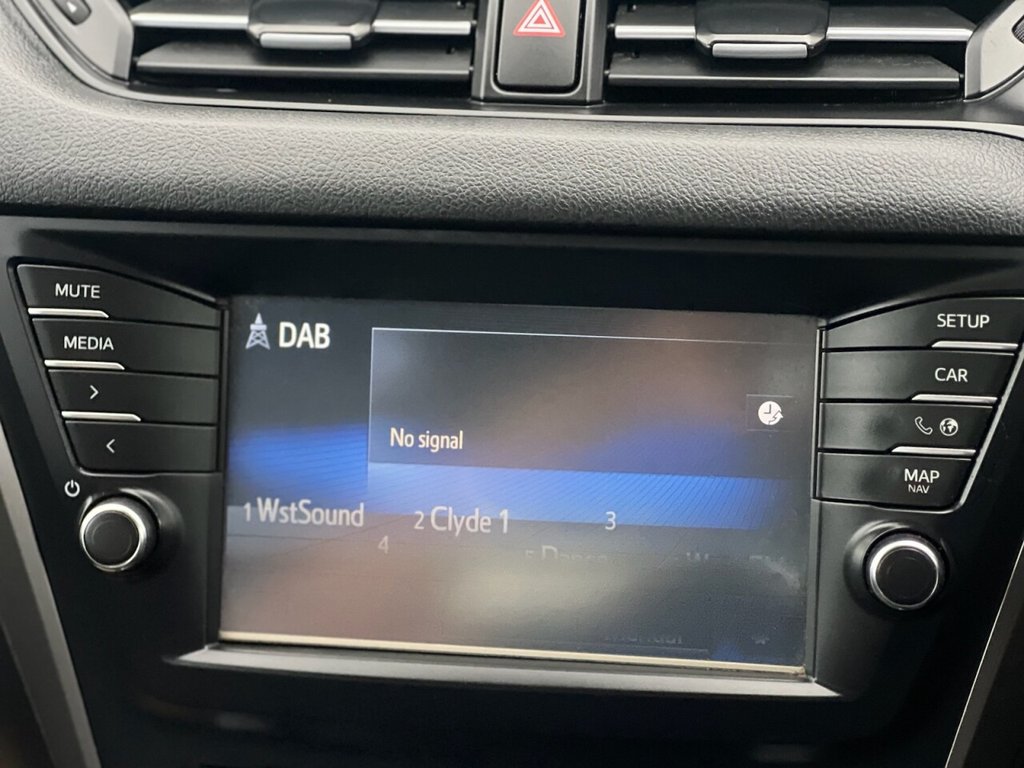 MUTE
MEDIA
DAB
No signal
1 WstSound
2 Clyde 1
3
4
SETUP
CAR
MAP
NAV